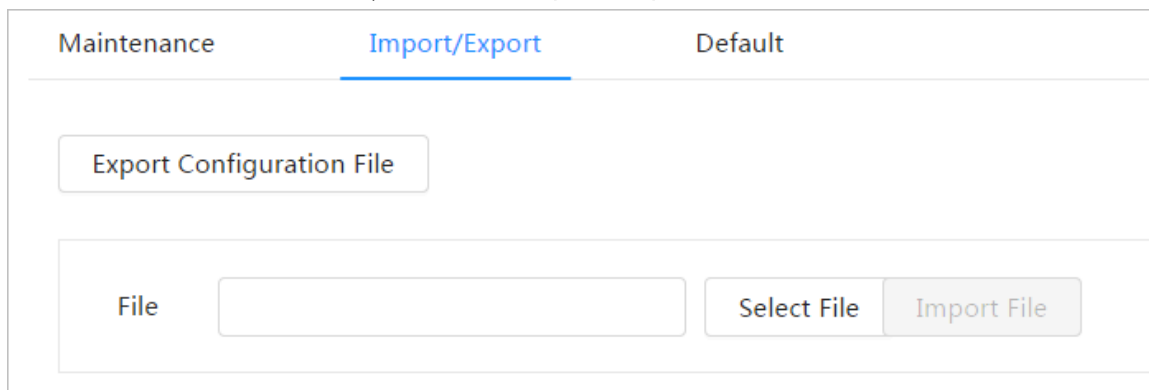 Maintenance Import/Export Default
Export Configuration File
File Select File Import File